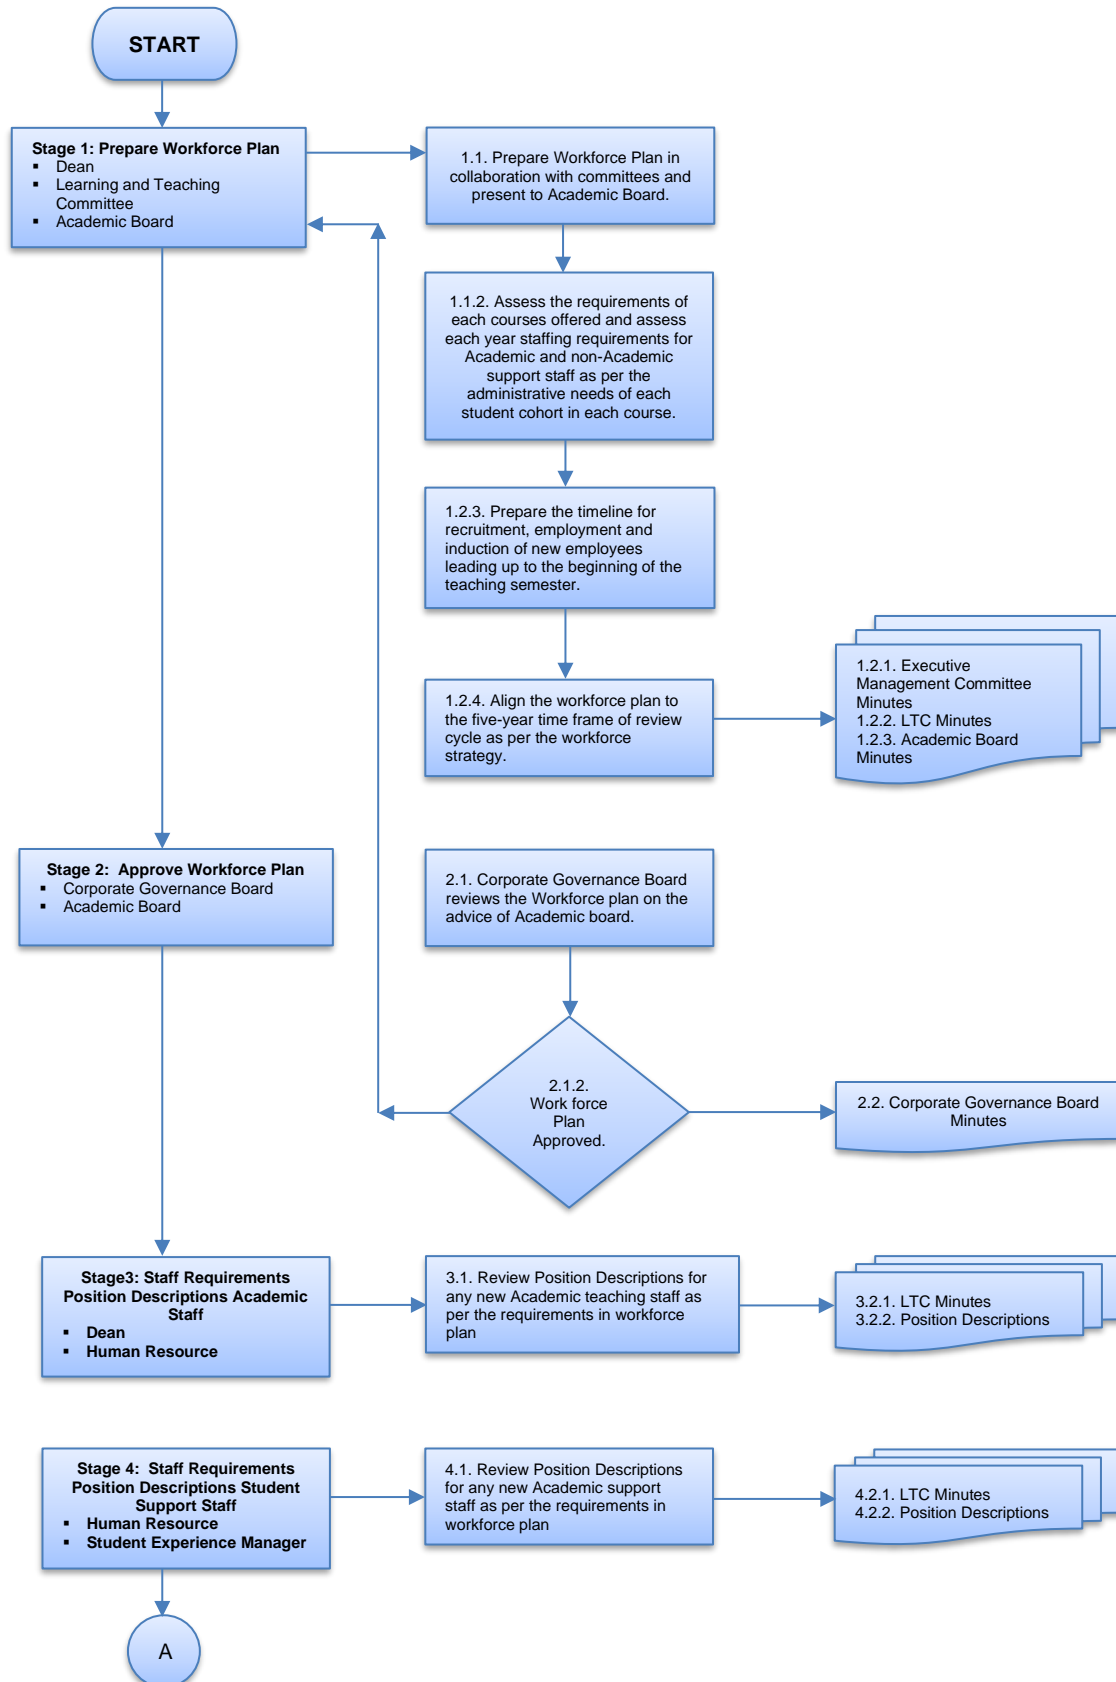 START
Stage 1: Prepare Workforce Plan
▪ Dean
▪ Learning and Teaching
Committee
▪ Academic Board
1.1. Prepare Workforce Plan in
collaboration with committees and
present to Academic Board.
1.1.2. Assess the requirements of
each courses offered and assess
each year staffing requirements for
Academic and non-Academic
support staff as per the
administrative needs of each
student cohort in each course.
1.2.3. Prepare the timeline for
recruitment, employment and
induction of new employees
leading up to the beginning of the
teaching semester.
1.2.4. Align the workforce plan to
the five-year time frame of review
cycle as per the workforce
strategy.
1.2.1. Executive
Management Committee
Minutes
1.2.2. LTC Minutes
1.2.3. Academic Board
Minutes
Stage 2: Approve Workforce Plan
▪ Corporate Governance Board
▪ Academic Board
2.1. Corporate Governance Board
reviews the Workforce plan on the
advice of Academic board.
2.1.2.
Work force
Plan
Approved.
2.2. Corporate Governance Board
Minutes
Stage3: Staff Requirements
Position Descriptions Academic
Staff
▪ Dean
▪ Human Resource
3.1. Review Position Descriptions for
any new Academic teaching staff as
per the requirements in workforce
plan
3.2.1. LTC Minutes
3.2.2. Position Descriptions
Stage 4: Staff Requirements
Position Descriptions Student
Support Staff
▪ Human Resource
▪ Student Experience Manager
4.1. Review Position Descriptions
for any new Academic support
staff as per the requirements in
workforce plan
4.2.1. LTC Minutes
4.2.2. Position Descriptions
A